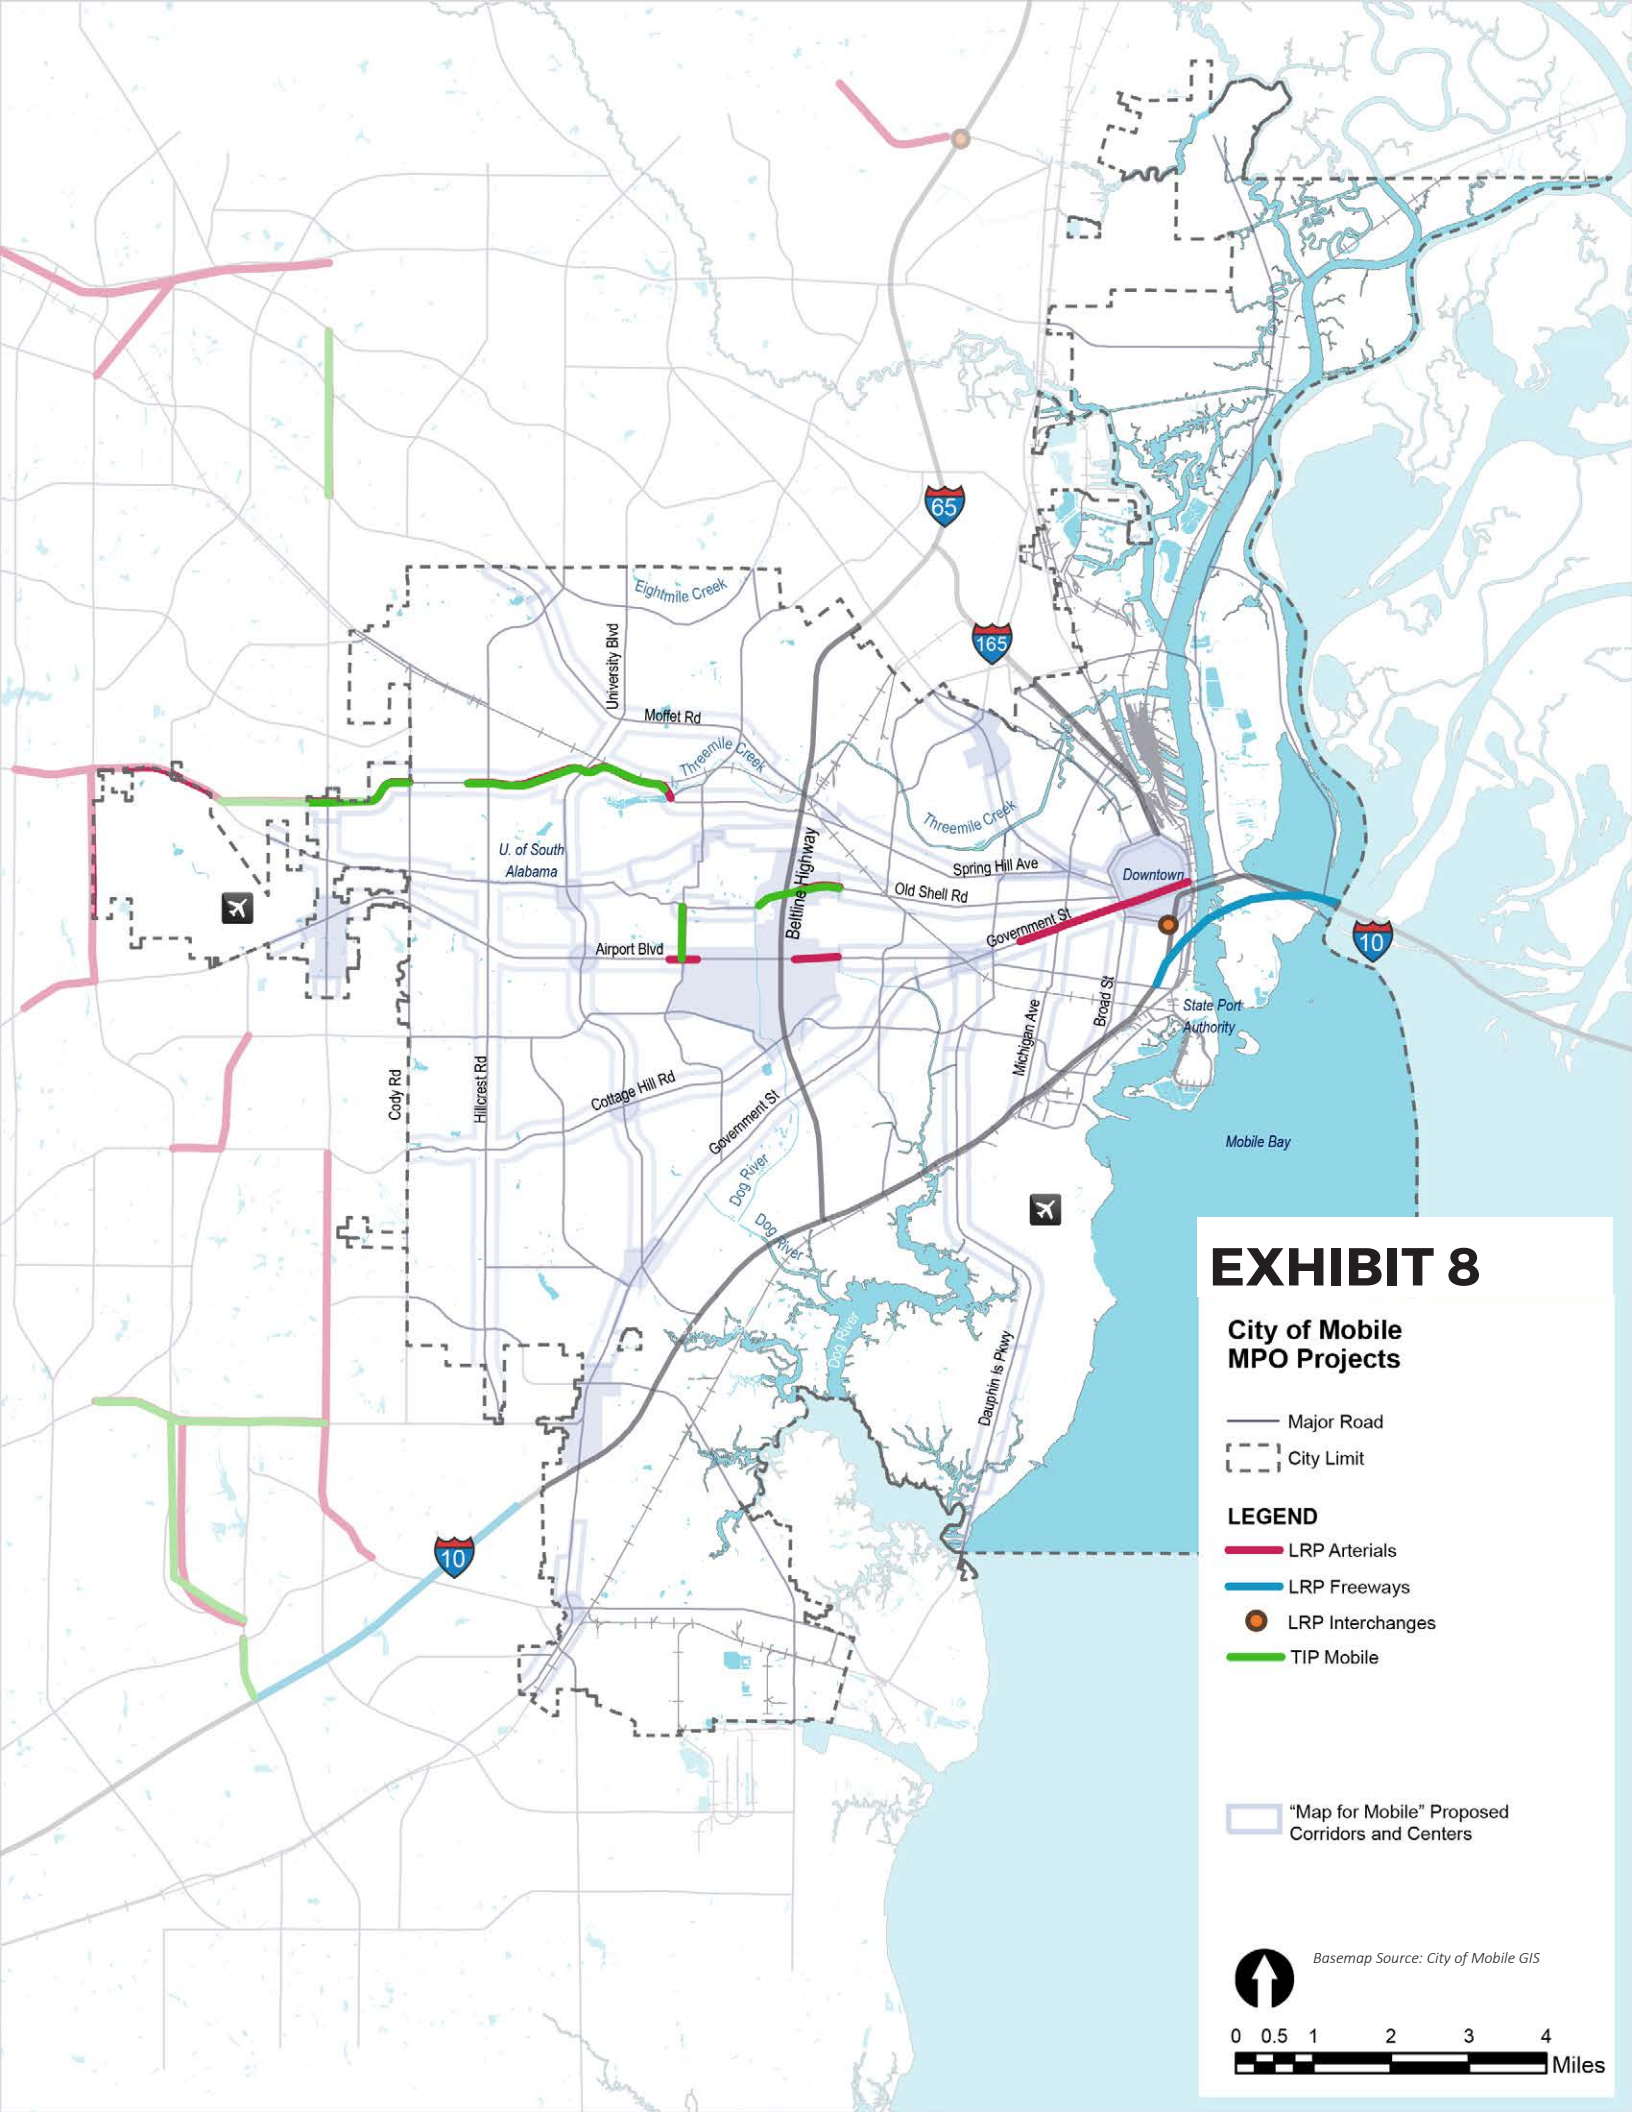 65
Eightmile Creek
University Blvd
165
Moffet Rd
Threemile Creek
Threemile Creek
U. of South
Alabama
Beltline Highway
Spring Hill Ave
Downtown
Old Shell Rd
Government St
Airport Blvd
10
Broad St
State Port
Authority
Michigan Ave
Cody Rd
Hillcrest Rd
Cottage Hill Rd
Government St
Mobile Bay
Dog River
Dog River
Dog River
Dauphin Is Pkwy
10
EXHIBIT 8
City of Mobile
MPO Projects
Major Road
City Limit
LEGEND
LRP Arterials
LRP Freeways
LRP Interchanges
TIP Mobile
“Map for Mobile” Proposed
Corridors and Centers
Basemap Source: City of Mobile GIS
0 0.5 1 2 3 4
Miles